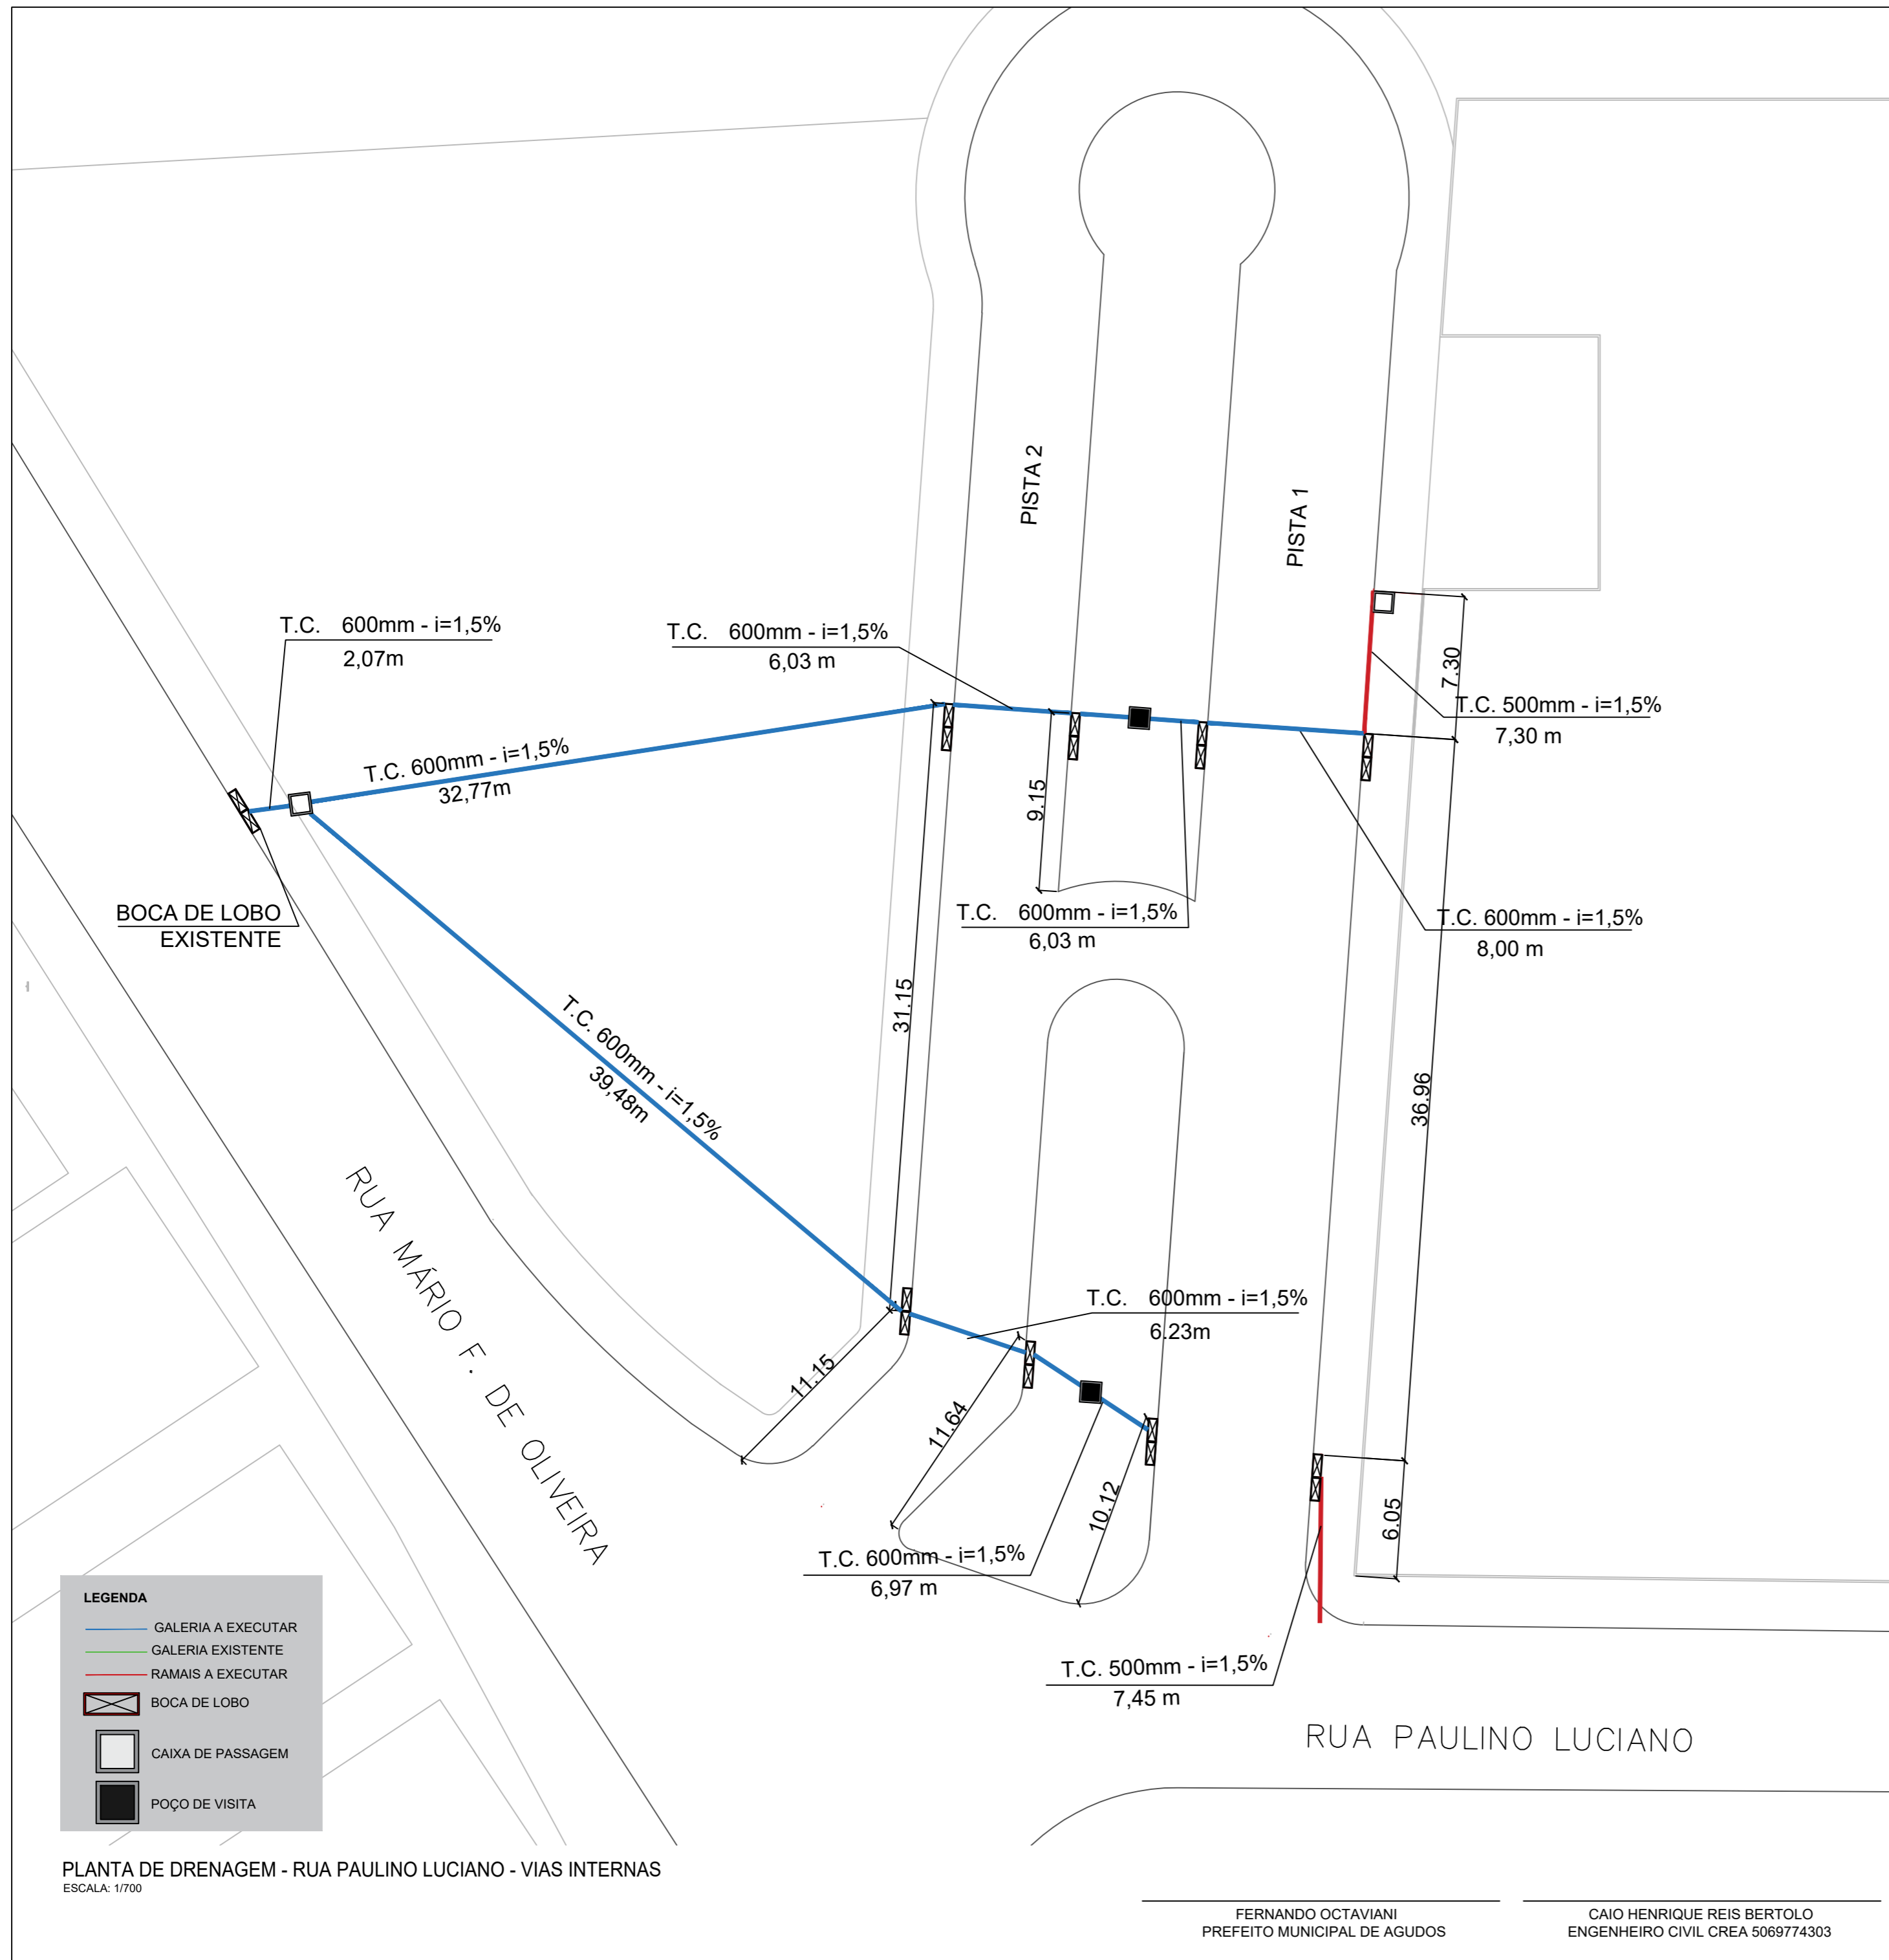 PISTA 2
PISTA 1
T.C. 600mm - i=1,5%
2,07m
T.C. 600mm - i=1,5%
6,03 m
7.30
T.C. 500mm - i=1,5%
7,30 m
T.C. 600mm - i=1,5%
32,77m
9.15
BOCA DE LOBO
EXISTENTE
T.C. 600mm - i=1,5%
6,03 m
T.C. 600mm - i=1,5%
8,00 m
31.15
T.C. 600mm - i=1,5%
39,48m
36.96
RUA MÁRIO F. DE OLIVEIRA
T.C. 600mm - i=1,5%
6.23m
11.15
11.64
10.12
6.05
T.C. 600mm - i=1,5%
6,97 m
T.C. 500mm - i=1,5%
7,45 m
RUA PAULINO LUCIANO
LEGENDA
GALERIA A EXECUTAR
GALERIA EXISTENTE
RAMAIS A EXECUTAR
BOCA DE LOBO
CAIXA DE PASSAGEM
POÇO DE VISITA
PLANTA DE DRENAGEM - RUA PAULINO LUCIANO - VIAS INTERNAS
ESCALA: 1/700
FERNANDO OCTAVIANI
PREFEITO MUNICIPAL DE AGUDOS
CAIO HENRIQUE REIS BERTOLO
ENGENHEIRO CIVIL CREA 5069774303